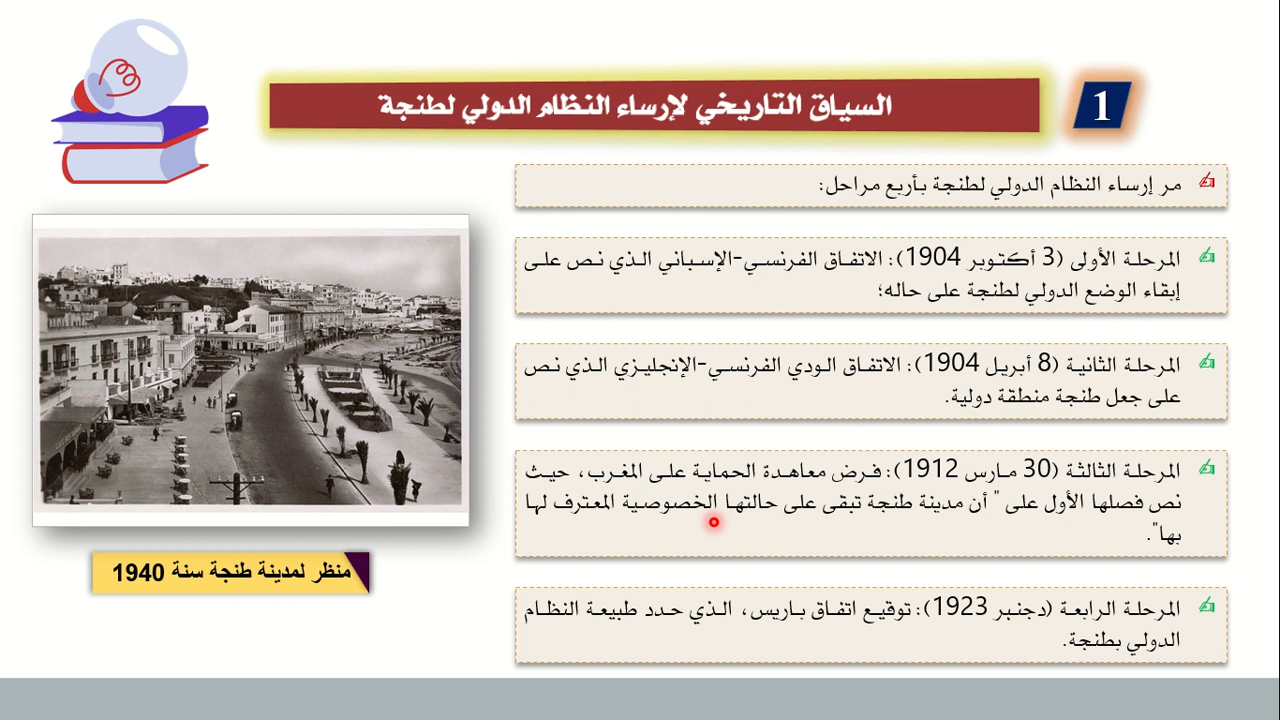 1
السياق التاريخي لإرساء النظام الدولي لطنجة
مر إرساء النظام الدولي لطنجة بأربع مراحل:
المرحلة الأولى (3 أكتوبر 1904): الاتفاق الفرنسي-الإسباني الذي نص على
إبقاء الوضع الدولي لطنجة على حاله؛
المرحلة الثانية (8 أبريل 1904): الاتفاق الودي الفرنسي-الإنجليزي الذي نص
على جعل طنجة منطقة دولية.
المرحلة الثالثة (30 مارس 1912): فرض معاهدة الحماية على المغرب، حيث
نص فصلها الأول على " أن مدينة طنجة تبقى على حالتها الخصوصية المعترف لها
بها".
المرحلة الرابعة (دجنبر 1923): توقيع اتفاق باريس، الذي حدد طبيعة النظام
الدولي بطنجة.
منظر لمدينة طنجة سنة 1940